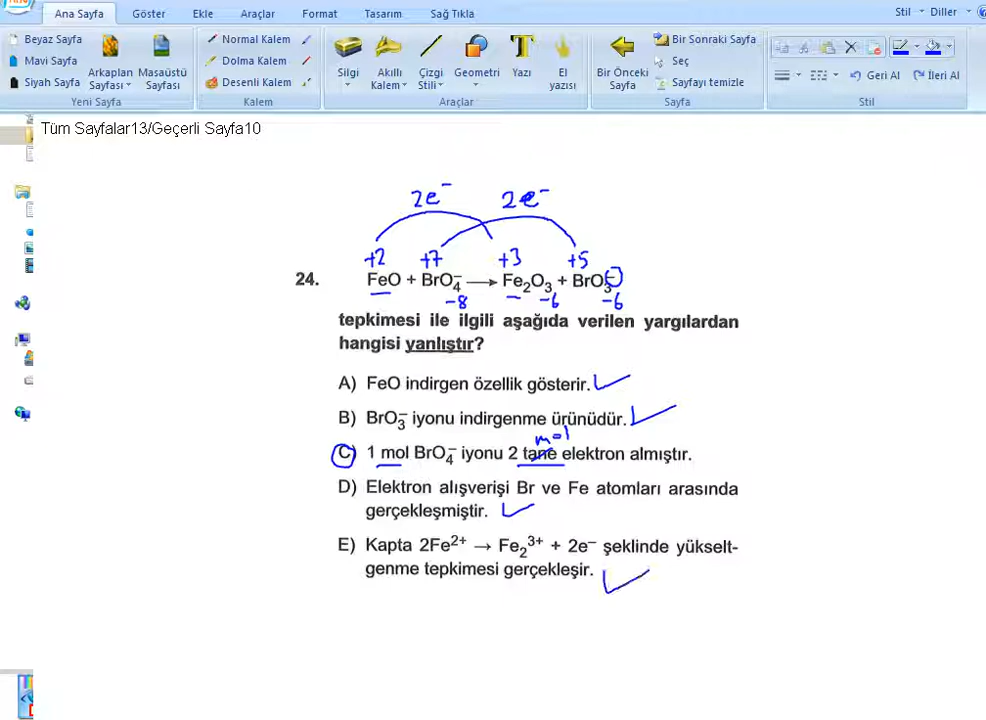 Ana Sayfa Göster Ekle Araçlar Format Tasarım Sağ Tıkla Stil Diller
Beyaz Sayfa
Mavi Sayfa
Siyah Sayfa
Arkaplan Sayfası
Masaüstü Sayfası
Yeni Sayfa
Normal Kalem
Dolma Kalem
Desenli Kalem
Kalem
Silgi
Akıllı Kalem
Çizgi Stili
Geometri
Yazı
El yazısı
Araçlar
Bir Önceki Sayfa
Bir Sonraki Sayfa
Seç
Sayfayı temizle
Sayfa
Geri Al
İleri Al
Stil
Tüm Sayfalar13/Geçerli Sayfa10
2e⁻ 2e⁻
+2 +7 +3 +5
24. FeO + BrO₄⁻ → Fe₂O₃ + BrO₃⁻
-8 -6 -6
tepkimesi ile ilgili aşağıda verilen yargılardan
hangisi yanlıştır?
A) FeO indirgen özellik gösterir.
B) BrO₃⁻ iyonu indirgenme ürünüdür.
mol
C) 1 mol BrO₄⁻ iyonu 2 tane elektron almıştır.
D) Elektron alışverişi Br ve Fe atomları arasında
gerçekleşmiştir.
E) Kapta 2Fe²⁺ → Fe₂³⁺ + 2e⁻ şeklinde yükselt-
genme tepkimesi gerçekleşir.